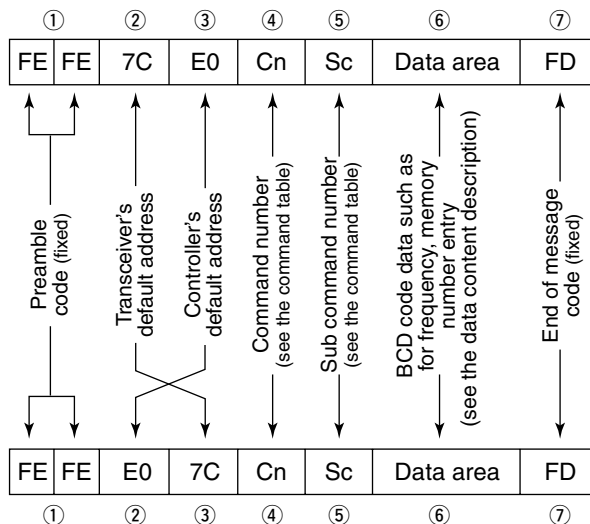 ① ② ③ ④ ⑤ ⑥ ⑦
FE FE 7C E0 Cn Sc Data area FD
Preamble
code (fixed)
Transceiver’s
default address
Controller’s
default address
Command number
(see the command table)
Sub command number
(see the command table)
BCD code data such as
for frequency, memory
number entry
(see the data content description)
End of message
code (fixed)
FE FE E0 7C Cn Sc Data area FD
① ② ③ ④ ⑤ ⑥ ⑦